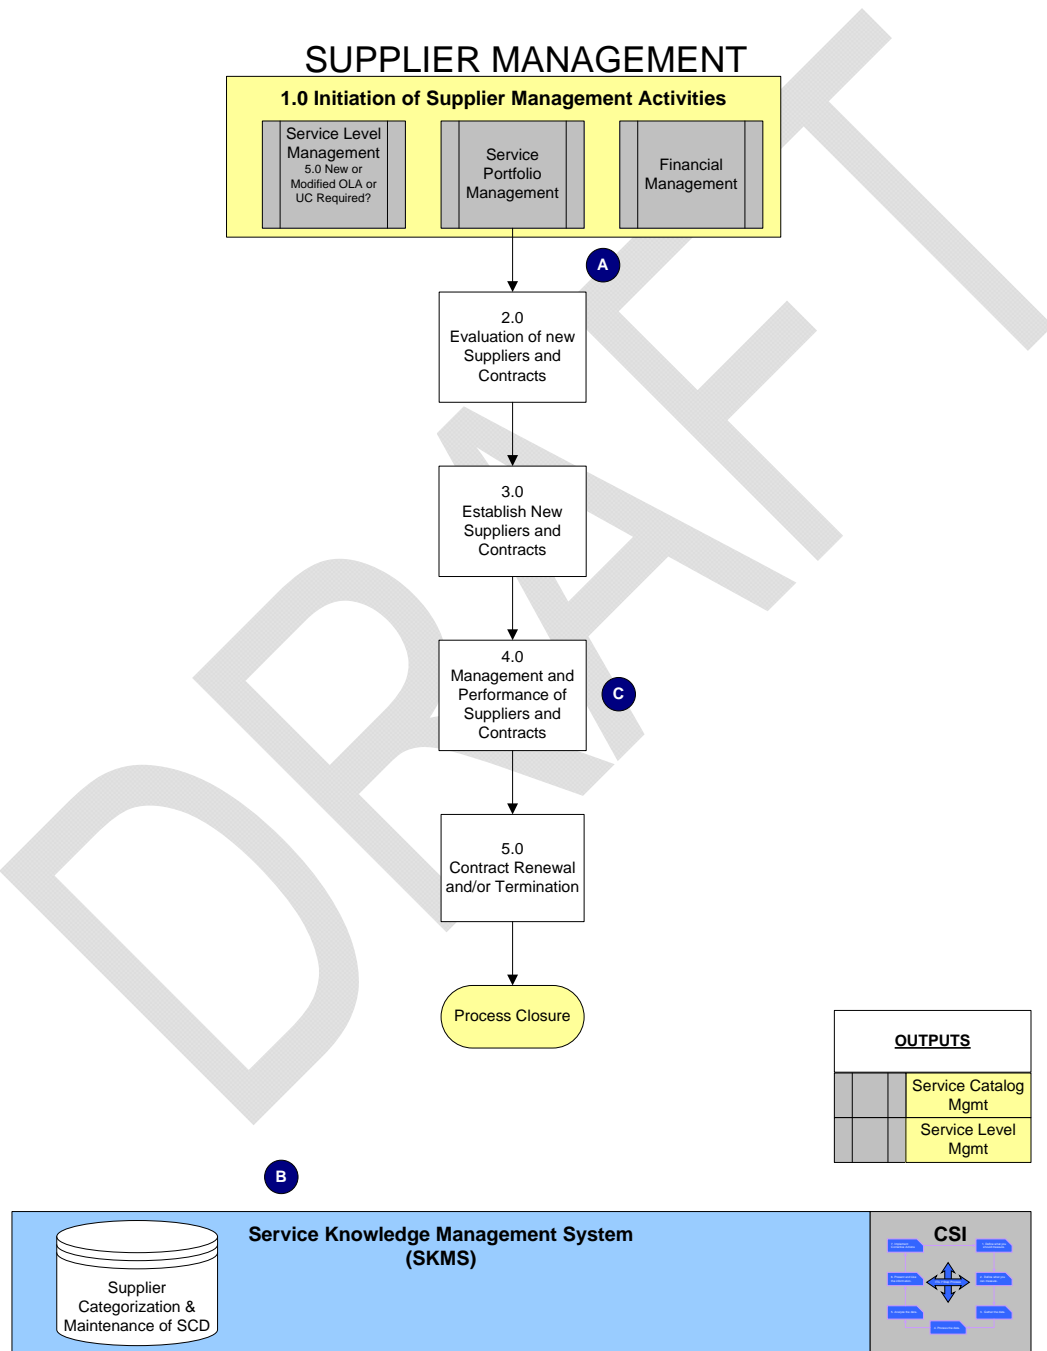 SUPPLIER MANAGEMENT
1.0 Initiation of Supplier Management Activities
Service Level
Management
5.0 New or
Modified OLA or
UC Required?
Service
Portfolio
Management
Financial
Management
A
2.0
Evaluation of new
Suppliers and
Contracts
3.0
Establish New
Suppliers and
Contracts
4.0
Management and
Performance of
Suppliers and
Contracts
C
5.0
Contract Renewal
and/or Termination
Process Closure
DRAFT
OUTPUTS
Service Catalog
Mgmt
Service Level
Mgmt
B
Service Knowledge Management System
(SKMS)
Supplier
Categorization &
Maintenance of SCD
CSI